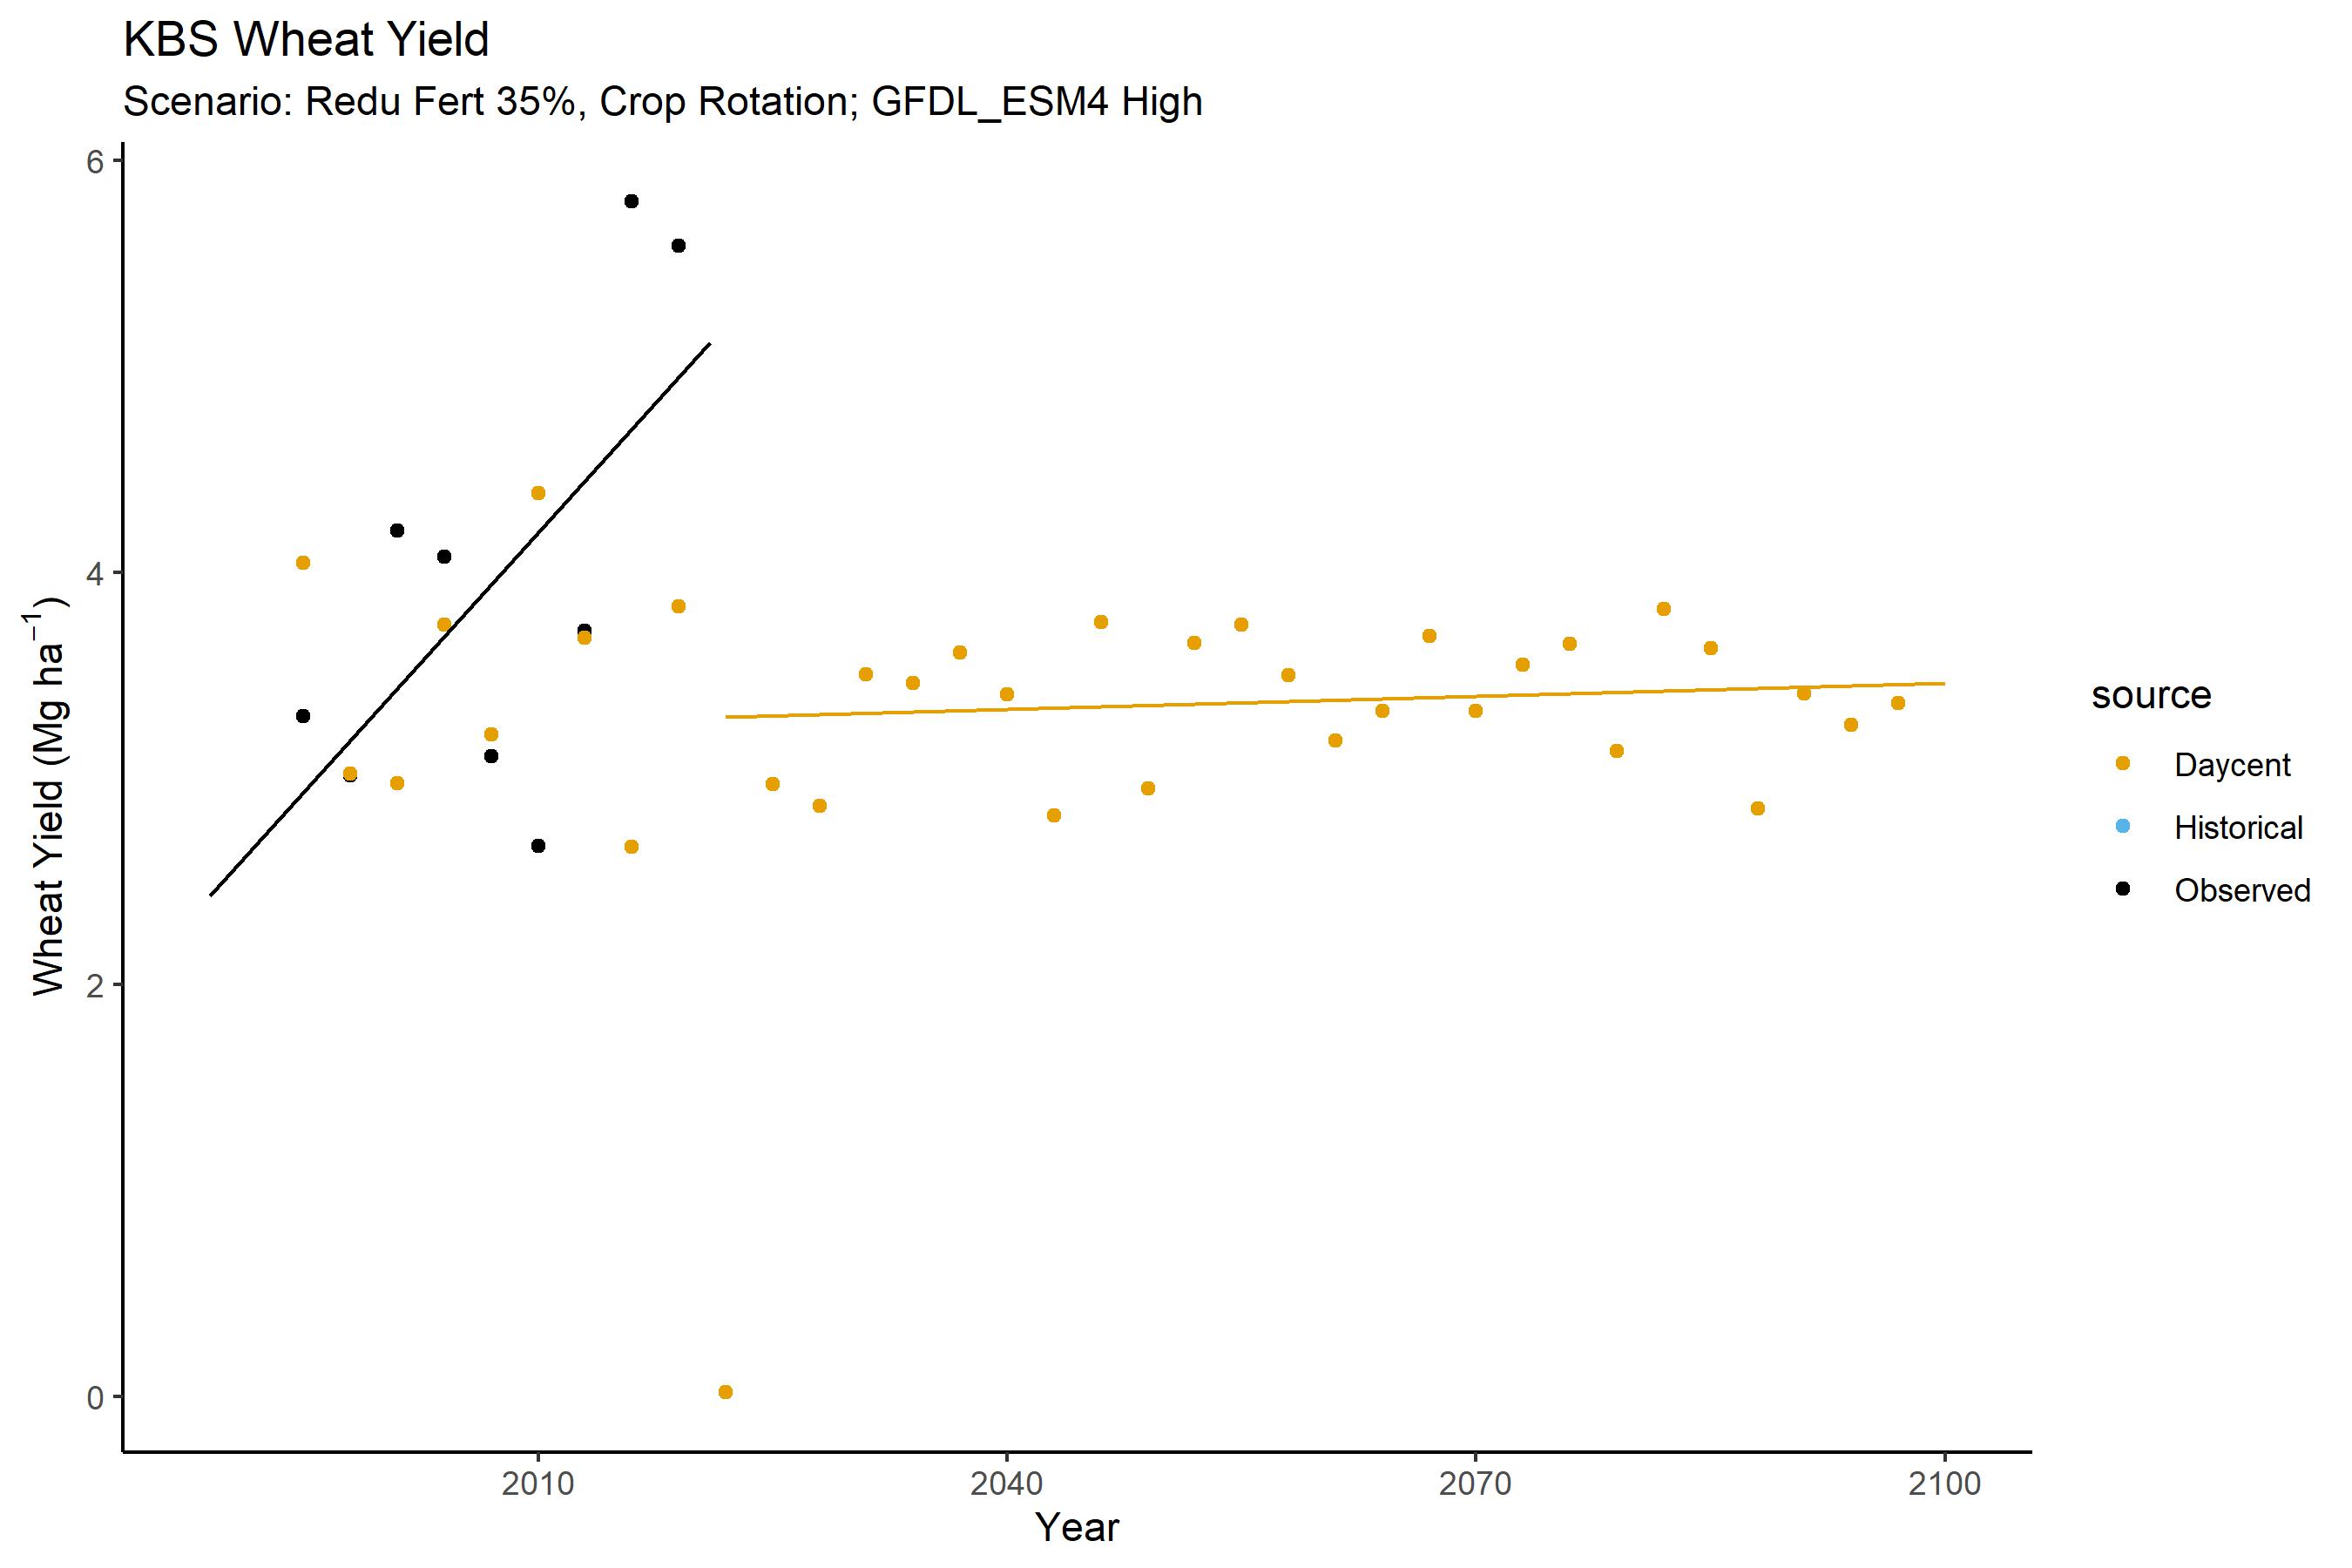 KBS Wheat Yield
Scenario: Redu Fert 35%, Crop Rotation; GFDL_ESM4 High
Wheat Yield (Mg ha⁻¹)
6
4
2
0
2010
2040
2070
2100
Year
source
Daycent
Historical
Observed